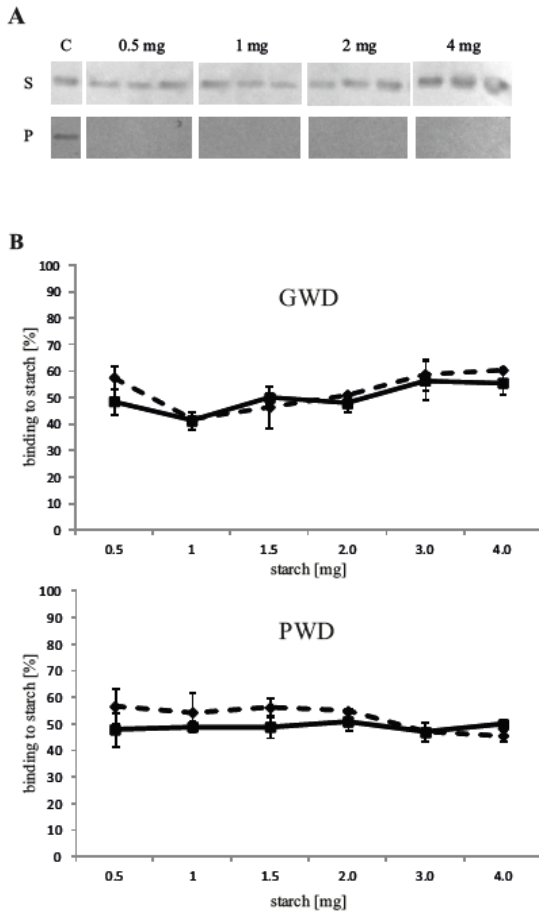 A
C 0.5 mg 1 mg 2 mg 4 mg
S
P
B
100
90
80
70
60
50
40
30
20
10
0
GWD
binding to starch [%]
0.5 1 1.5 2.0 3.0 4.0
starch [mg]
100
90
80
70
60
50
40
30
20
10
0
PWD
binding to starch [%]
0.5 1 1.5 2.0 3.0 4.0
starch [mg]